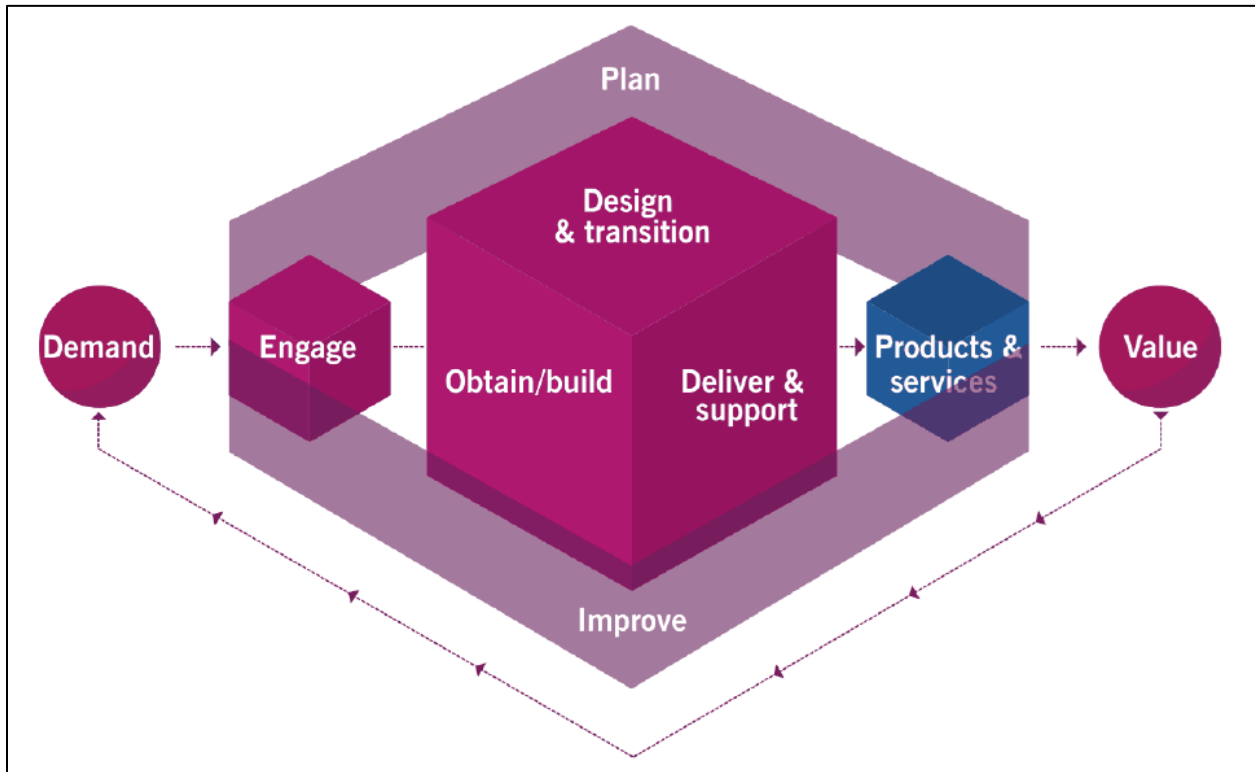 Plan
Design
& transition
Demand
Engage
Obtain/build
Deliver &
support
Products &
services
Value
Improve